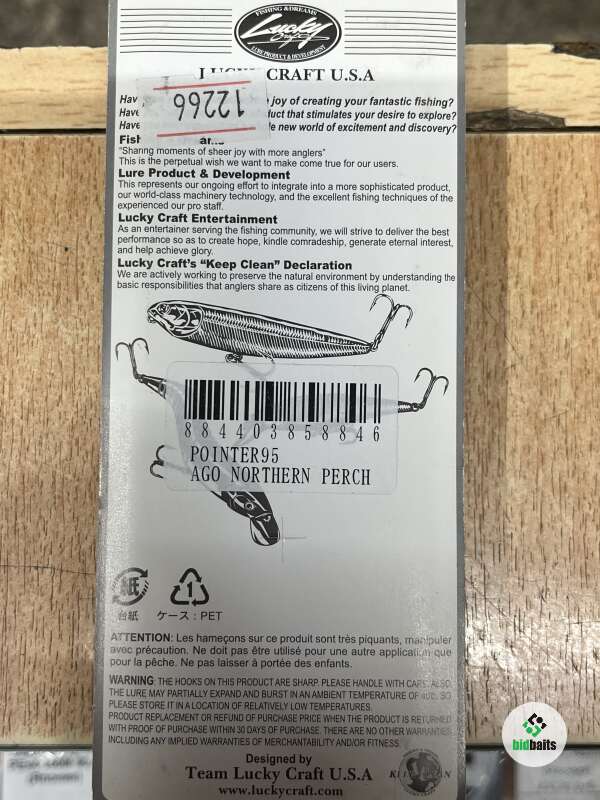 FISHING & DREAMS
Lucky
Craft
LURE PRODUCT & DEVELOPMENT
LUCKY CRAFT U.S.A
Hav joy of creating your fantastic fishing?
Have uct that stimulates your desire to explore?
Have e new world of excitement and discovery?
12266
Fish
"Sharing moments of sheer joy with more anglers"
This is the perpetual wish we want to make come true for our users.
Lure Product & Development
This represents our ongoing effort to integrate into a more sophisticated product,
our world-class machinery technology, and the excellent fishing techniques of the
experienced our pro staff.
Lucky Craft Entertainment
As an entertainer serving the fishing community, we will strive to deliver the best
performance so as to create hope, kindle comradeship, generate eternal interest,
and help achieve glory.
Lucky Craft's "Keep Clean" Declaration
We are actively working to preserve the natural environment by understanding the
basic responsibilities that anglers share as citizens of this living planet.
884403858846
POINTER95
AGO NORTHERN PERCH
紙
1
台紙
ケース : PET
ATTENTION: Les hameçons sur ce produit sont très piquants, manipuler
avec précaution. Ne doit pas être utilisé pour une autre application que
pour la pêche. Ne pas laisser à portée des enfants.
WARNING: THE HOOKS ON THIS PRODUCT ARE SHARP. PLEASE HANDLE WITH CARE. ALSO,
THE LURE MAY PARTIALLY EXPAND AND BURST IN AN AMBIENT TEMPERATURE OF SO
PLEASE STORE IT IN A LOCATION OF RELATIVELY LOW TEMPERATURES.
PRODUCT REPLACEMENT OR REFUND OF PURCHASE PRICE WHEN THE PRODUCT IS RETURNED
WITH PROOF OF PURCHASE WITHIN 30 DAYS OF PURCHASE. THERE ARE NO OTHER WARRANTIES
INCLUDING ANY IMPLIED WARRANTIES OF MERCHANTABILITY AND/OR FITNESS.
Designed by
Team Lucky Craft U.S.A
www.luckycraft.com
bidbaits